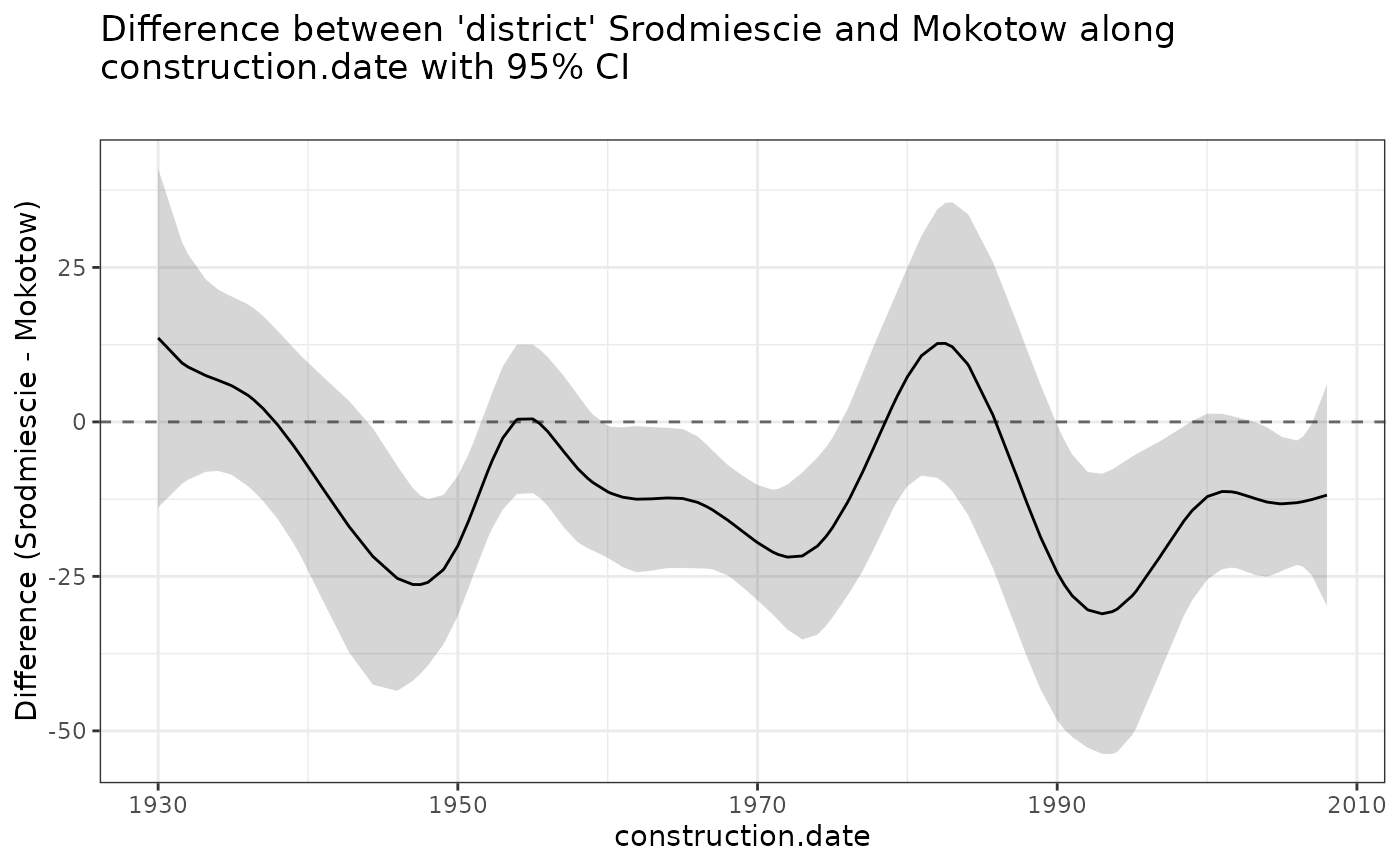 Difference between 'district' Srodmiescie and Mokotow along
construction.date with 95% CI
Difference (Srodmiescie - Mokotow)
25
0
-25
-50
1930 1950 1970 1990 2010
construction.date